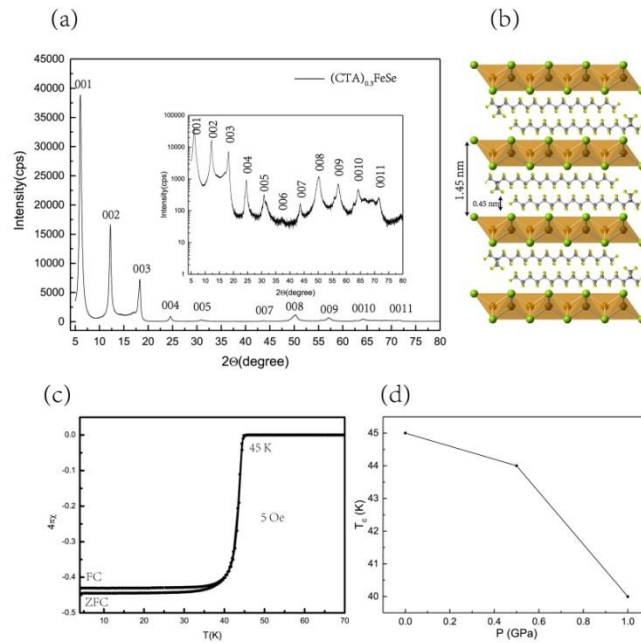 (a)
(b)
45000
40000
35000
30000
25000
20000
15000
10000
5000
0
Intensity(cps)
001
002
003
004
005
007
008
009
0010
0011
(CTA)0.3FeSe
100000
10000
1000
100
10
1
Intensity(cps)
001
002
003
004
005
006
007
008
009
0010
0011
5 10 15 20 25 30 35 40 45 50 55 60 65 70 75 80
2Θ(degree)
5 10 15 20 25 30 35 40 45 50 55 60 65 70 75 80
2Θ(degree)
1.45 nm
0.45 nm
(c)
(d)
0.0
-0.1
-0.2
-0.3
-0.4
-0.5
4πχ
45 K
5 Oe
FC
ZFC
10 20 30 40 50 60 70
T(K)
45
44
43
42
41
40
Tc (K)
0.0 0.2 0.4 0.6 0.8 1.0
P (GPa)